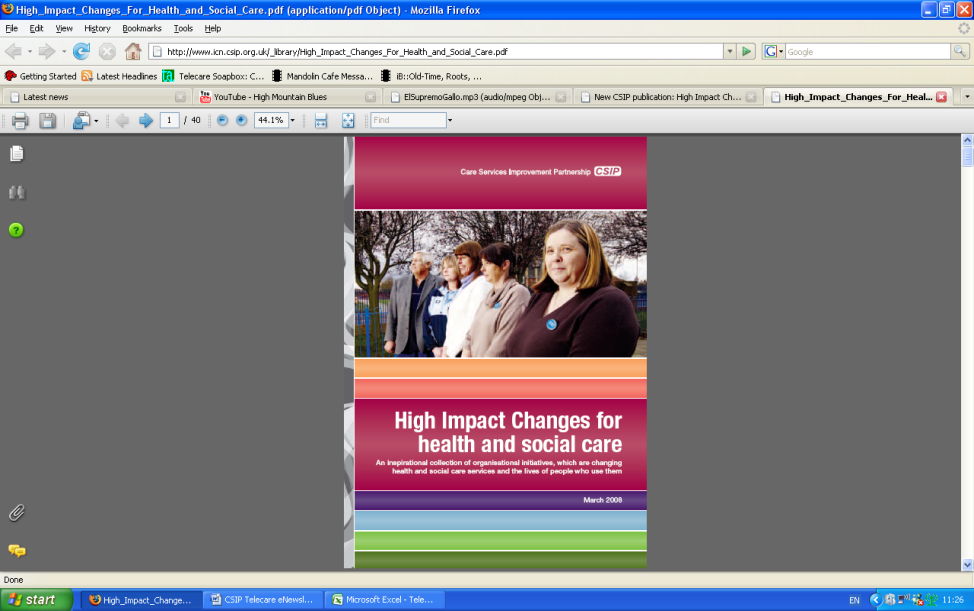 High_Impact_Changes_For_Health_and_Social_Care.pdf (application/pdf Object) - Mozilla Firefox
File Edit View History Bookmarks Tools Help
http://www.icn.csip.org.uk/_library/High_Impact_Changes_For_Health_and_Social_Care.pdf
Google
Getting Started Latest Headlines Telecare Soapbox: C... Mandolin Cafe Messa... iB::Old-Time, Roots, ...
Latest news YouTube - High Mountain Blues ElSupremoGallo.mp3 (audio/mpeg Obj... New CSIP publication: High Impact Ch... High_Impact_Changes_For_Heal...
1 / 40 44.1% Find
Care Services Improvement Partnership CSIP
High Impact Changes for
health and social care
An inspirational collection of organisational initiatives, which are changing
health and social care services and the lives of people who use them
March 2008
Done
start High_Impact_Change... CSIP Telecare eNewsl... Microsoft Excel - Tele... EN 11:26